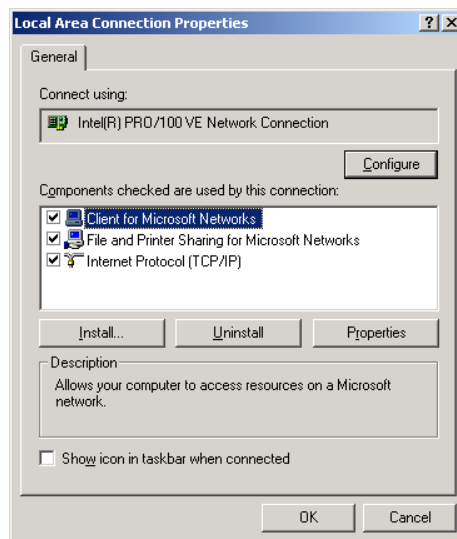 Local Area Connection Properties
General
Connect using:
Intel(R) PRO/100 VE Network Connection
Configure
Components checked are used by this connection:
Client for Microsoft Networks
File and Printer Sharing for Microsoft Networks
Internet Protocol (TCP/IP)
Install... Uninstall Properties
Description
Allows your computer to access resources on a Microsoft
network.
Show icon in taskbar when connected
OK Cancel